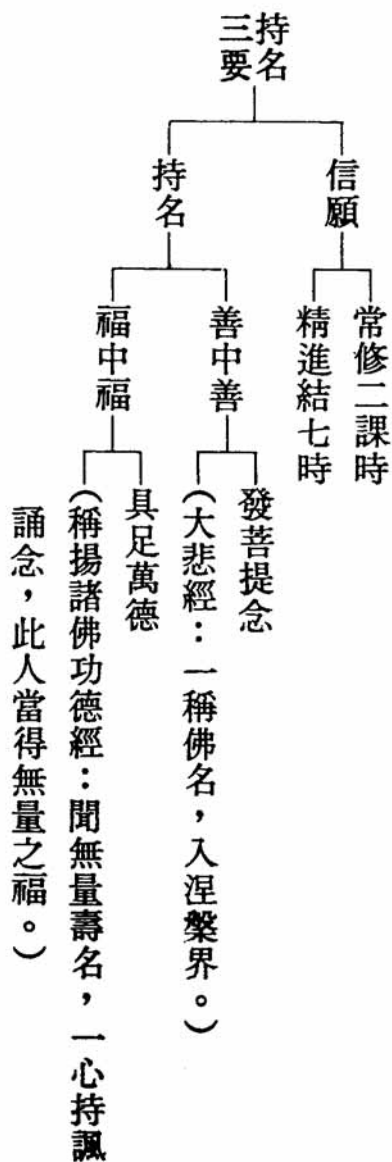 持名
三要
信願
常修二課時
精進結七時
持名
善中善
發菩提念
（大悲經：一稱佛名，入涅槃界。）
福中福
具足萬德
（稱揚諸佛功德經：聞無量壽名，一心持諷
誦念，此人當得無量之福。）